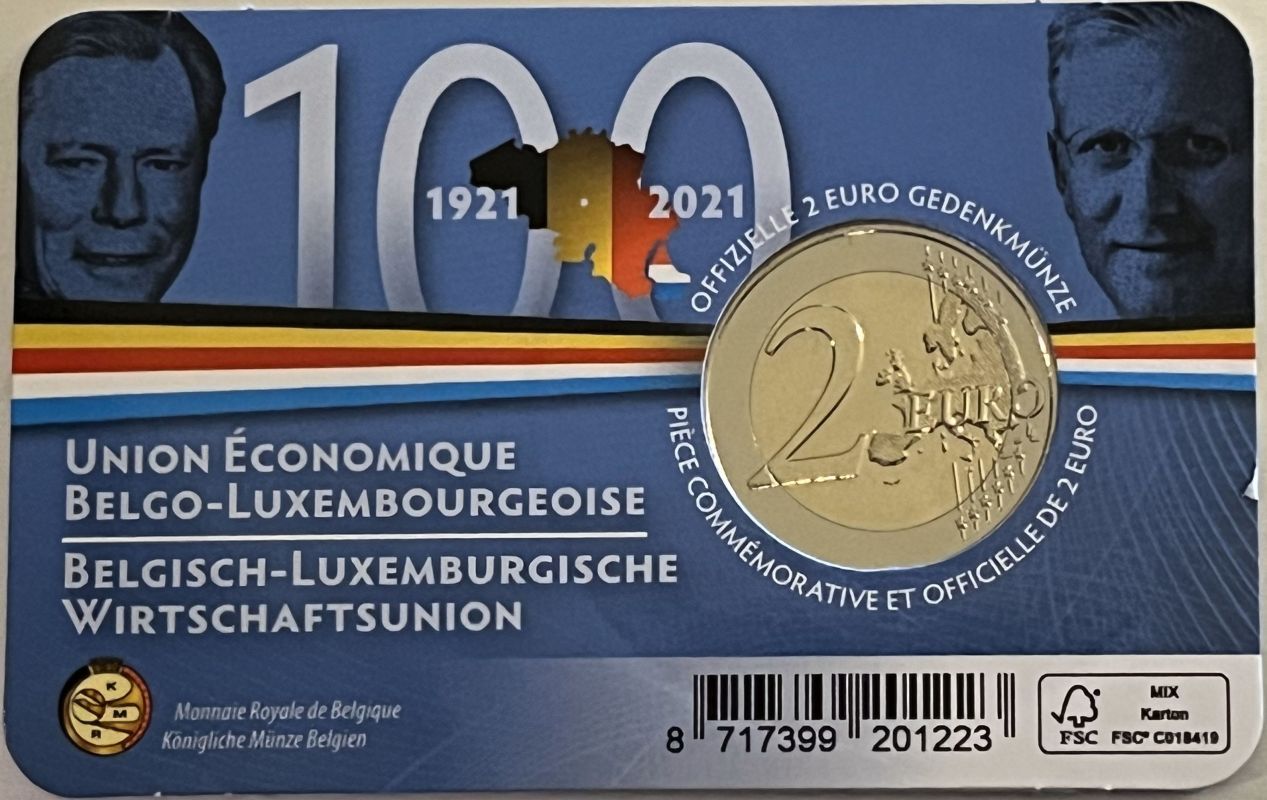 100
1921 2021
OFFIZIELLE 2 EURO GEDENKMÜNZE
2 EURO
PIÈCE COMMÉMORATIVE ET OFFICIELLE DE 2 EURO
UNION ÉCONOMIQUE
BELGO-LUXEMBOURGEOISE
BELGISCH-LUXEMBURGISCHE
WIRTSCHAFTSUNION
K
M
R
Monnaie Royale de Belgique
Königliche Münze Belgien
8 717399 201223
FSC
MIX
Karton
FSC® C018419